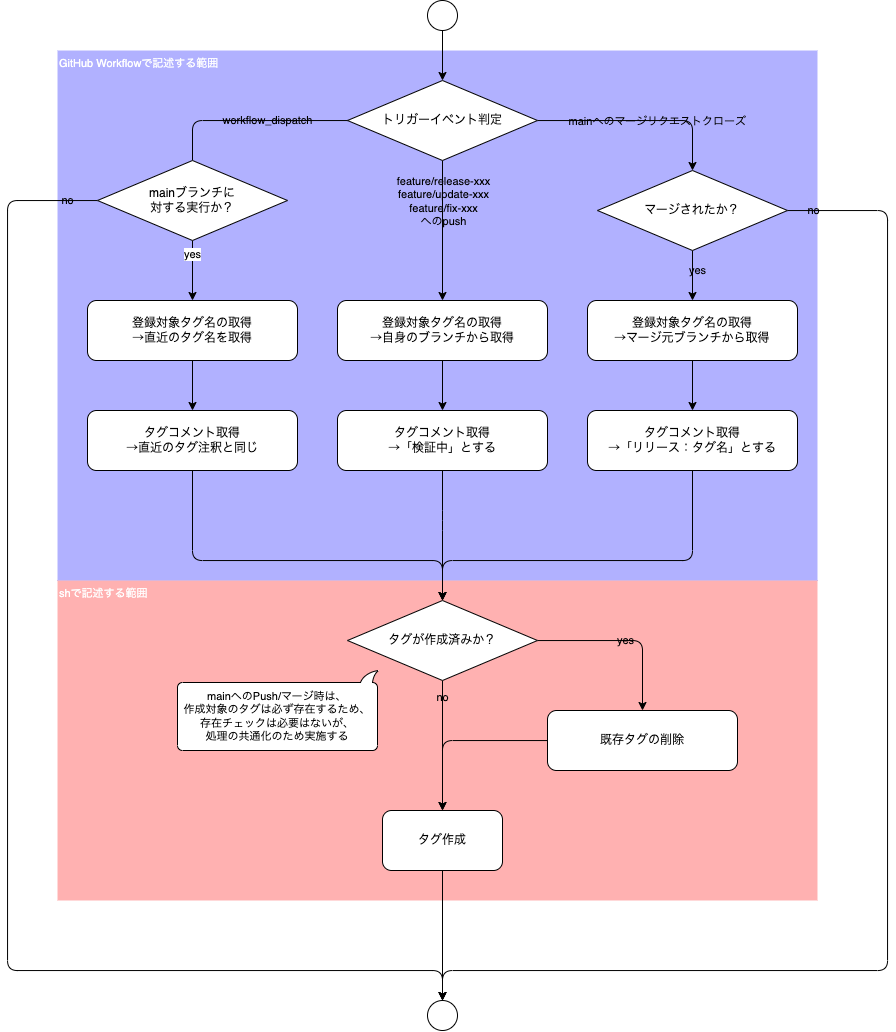 GitHub Workflowで記述する範囲
トリガーイベント判定
workflow_dispatch
mainへのマージリクエストクローズ
mainブランチに
対する実行か？
no
yes
feature/release-xxx
feature/update-xxx
feature/fix-xxx
へのpush
マージされたか？
no
yes
登録対象タグ名の取得
→直近のタグ名を取得
登録対象タグ名の取得
→自身のブランチから取得
登録対象タグ名の取得
→マージ元ブランチから取得
タグコメント取得
→直近のタグ注釈と同じ
タグコメント取得
→「検証中」とする
タグコメント取得
→「リリース：タグ名」とする
shで記述する範囲
タグが作成済みか？
yes
no
mainへのPush/マージ時は、
作成対象のタグは必ず存在するため、
存在チェックは必要はないが、
処理の共通化のため実施する
既存タグの削除
タグ作成